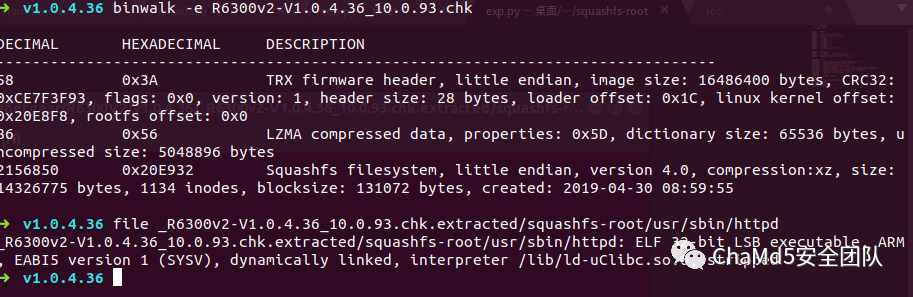 ➜ v1.0.4.36 binwalk -e R6300v2-V1.0.4.36_10.0.93.chk
exp.py — 桌面/…/squashfs-root
rop
DECIMAL HEXADECIMAL DESCRIPTION
--------------------------------------------------------------------------------
58 0x3A TRX firmware header, little endian, image size: 16486400 bytes, CRC32:
0xCE7F3F93, flags: 0x0, version: 1, header size: 28 bytes, loader offset: 0x1C, linux kernel offset:
0x20E8F8, rootfs offset: 0x0
86 0x56 LZMA compressed data, properties: 0x5D, dictionary size: 65536 bytes, u
ncompressed size: 5048896 bytes
2156850 0x20E932 Squashfs filesystem, little endian, version 4.0, compression:xz, size:
14326775 bytes, 1134 inodes, blocksize: 131072 bytes, created: 2019-04-30 08:59:55
➜ v1.0.4.36 file _R6300v2-V1.0.4.36_10.0.93.chk.extracted/squashfs-root/usr/sbin/httpd
_R6300v2-V1.0.4.36_10.0.93.chk.extracted/squashfs-root/usr/sbin/httpd: ELF 32-bit LSB executable, ARM
, EABI5 version 1 (SYSV), dynamically linked, interpreter /lib/ld-uClibc.so. stripped
ChaMd5安全团队
➜ v1.0.4.36